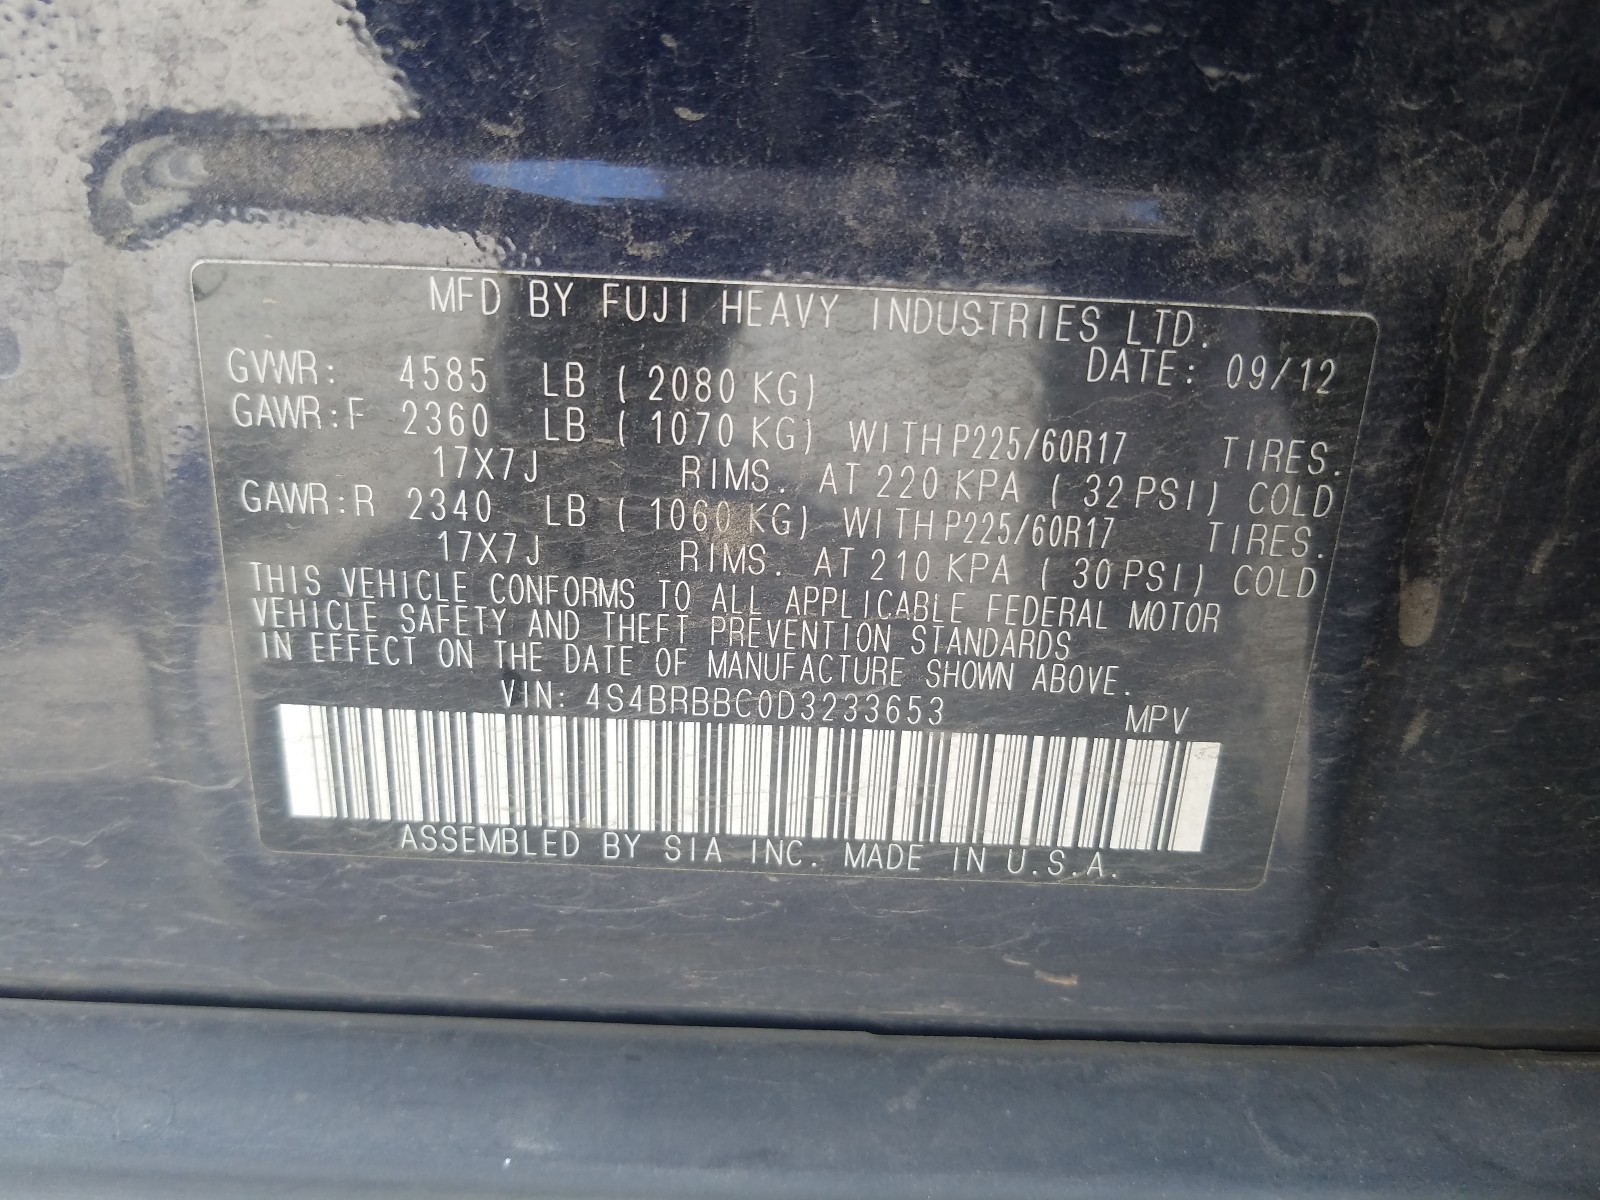 MFD BY FUJI HEAVY INDUSTRIES LTD.
DATE: 09/12
GVWR: 4585 LB ( 2080 KG)
GAWR:F 2360 LB ( 1070 KG) WITH P225/60R17 TIRES.
17X7J RIMS. AT 220 KPA ( 32 PSI) COLD
GAWR:R 2340 LB ( 1060 KG) WITH P225/60R17 TIRES.
17X7J RIMS. AT 210 KPA ( 30 PSI) COLD
THIS VEHICLE CONFORMS TO ALL APPLICABLE FEDERAL MOTOR
VEHICLE SAFETY AND THEFT PREVENTION STANDARDS
IN EFFECT ON THE DATE OF MANUFACTURE SHOWN ABOVE.
VIN: 4S4BRBBC0D3233653 MPV
ASSEMBLED BY SIA INC. MADE IN U.S.A.